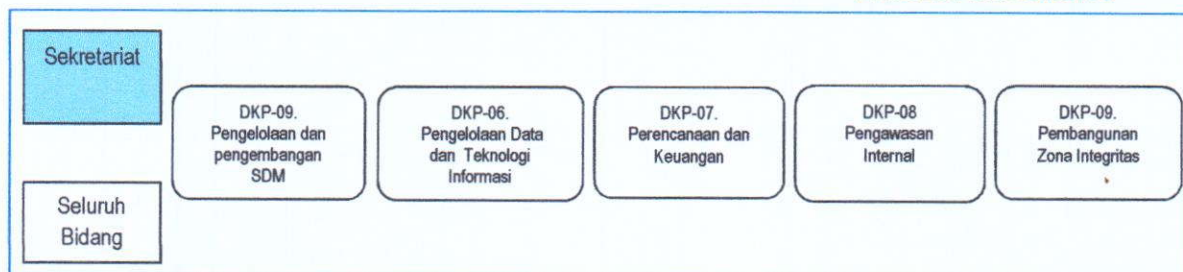 Sekretariat
DKP-09.
Pengelolaan dan
pengembangan
SDM
DKP-06.
Pengelolaan Data
dan Teknologi
Informasi
DKP-07.
Perencanaan dan
Keuangan
DKP-08
Pengawasan
Internal
DKP-09.
Pembangunan
Zona Integritas
Seluruh
Bidang